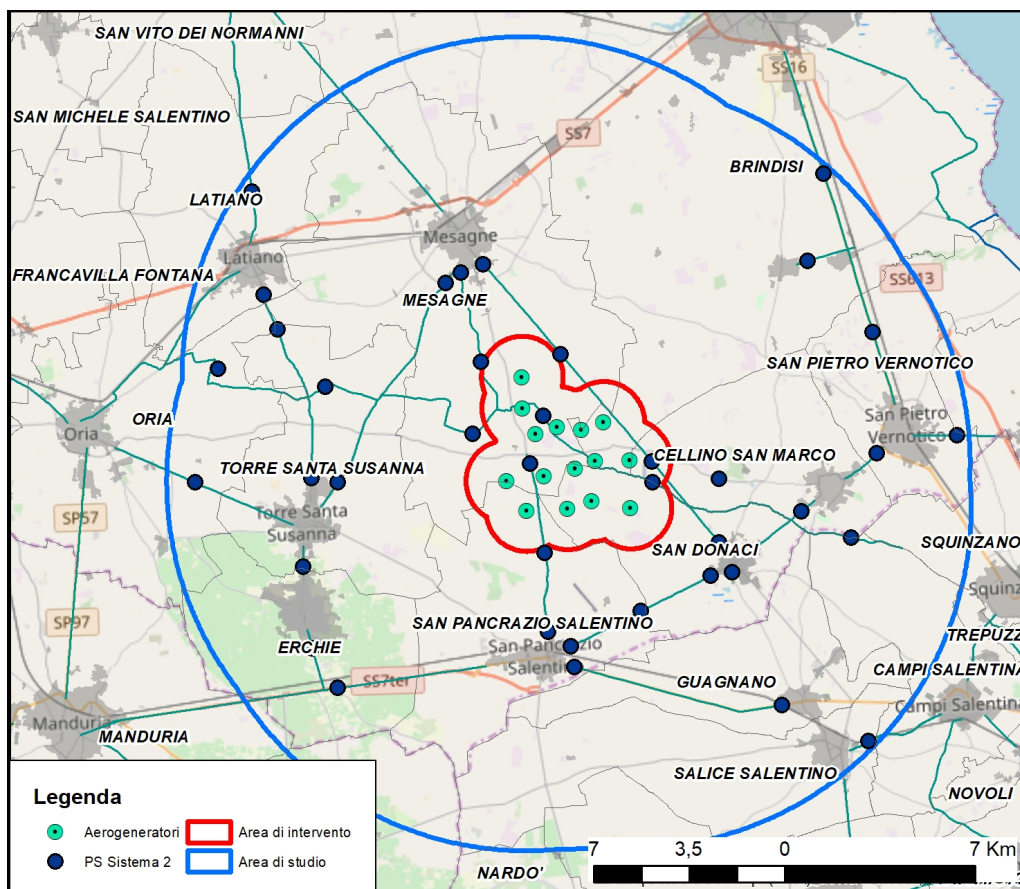 SAN VITO DEI NORMANNI
SS16
SAN MICHELE SALENTINO
SS7
BRINDISI
LATIANO
Mesagne
Latiano
FRANCAVILLA FONTANA
SS613
MESAGNE
SAN PIETRO VERNOTICO
San Pietro
Vernotico
ORIA
Oria
CELLINO SAN MARCO
TORRE SANTA SUSANNA
Torre Santa
Susanna
SP57
SQUINZANO
SAN DONACI
Squinz
SP97
SAN PANCRAZIO SALENTINO
TREPUZZ
ERCHIE
San Pancrazio
Salentino
CAMPI SALENTINA
SS7ter
GUAGNANO
Campi Salentina
Manduria
MANDURIA
SALICE SALENTINO
NOVOLI
NARDO'
Legenda
Aerogeneratori
Area di intervento
PS Sistema 2
Area di studio
7 3,5 0 7 Km